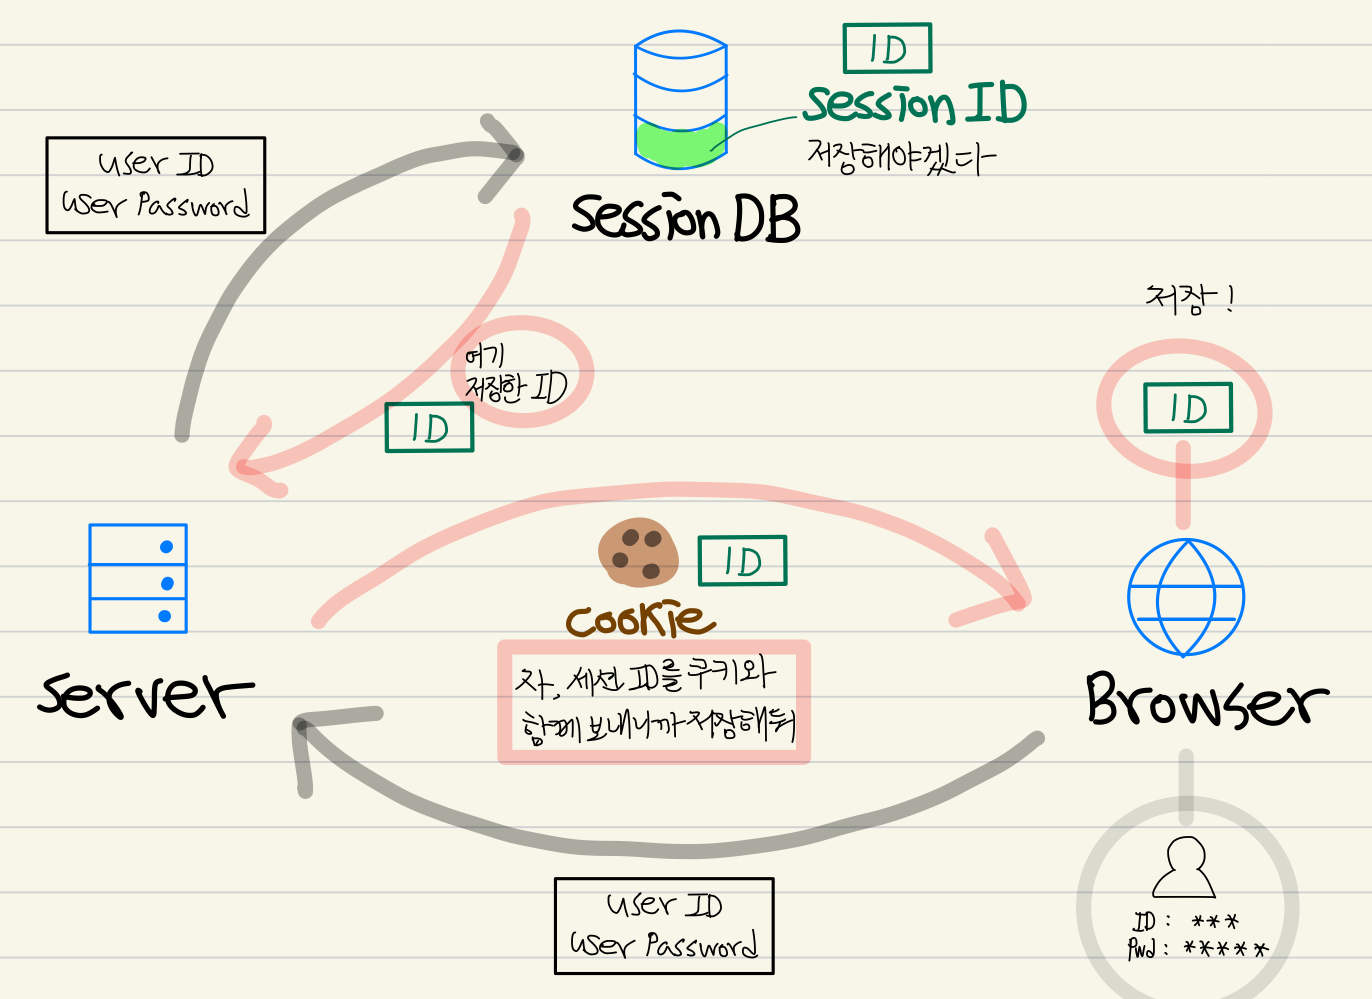 ID
Session ID
저장해야겠다
User ID
User Password
Session DB
저장!
여기
저장한 ID
ID
ID
ID
Cookie
자, 세션 ID를 쿠키와
함께 보내니까 저장해둬
Server
Browser
User ID
User Password
ID : ***
Pwd : *****